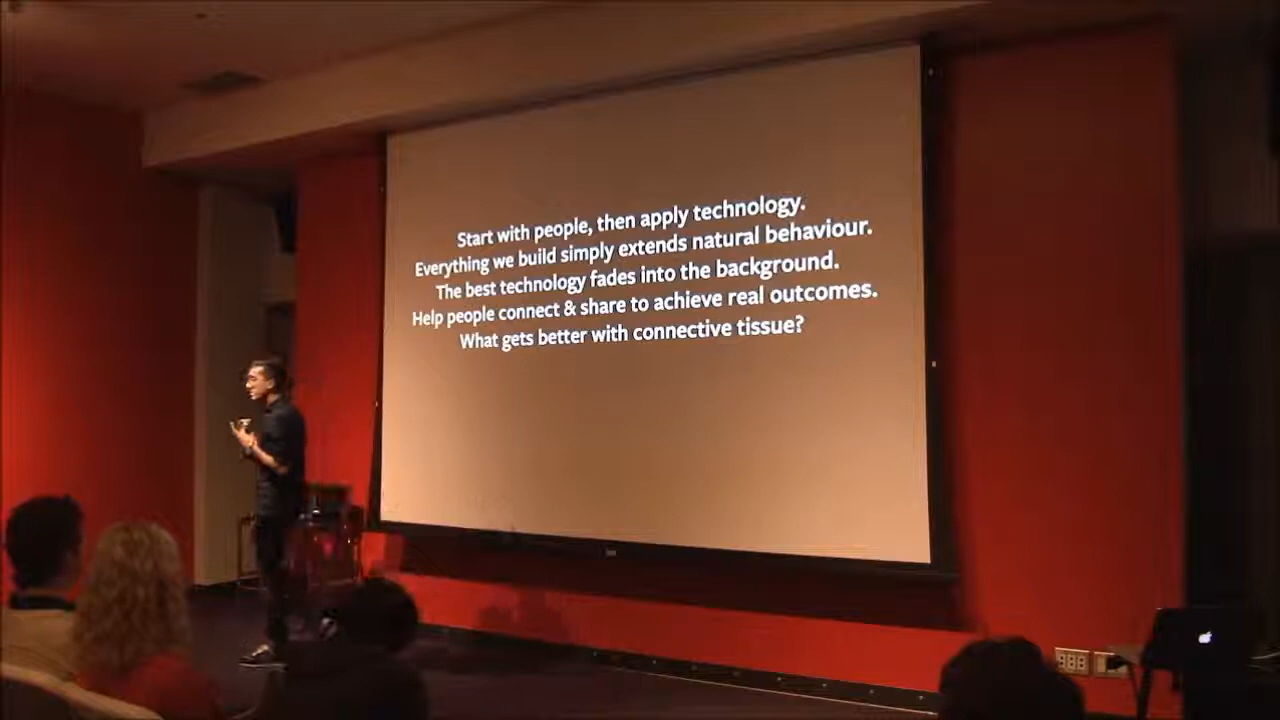 Start with people, then apply technology.
Everything we build simply extends natural behaviour.
The best technology fades into the background.
Help people connect & share to achieve real outcomes.
What gets better with connective tissue?